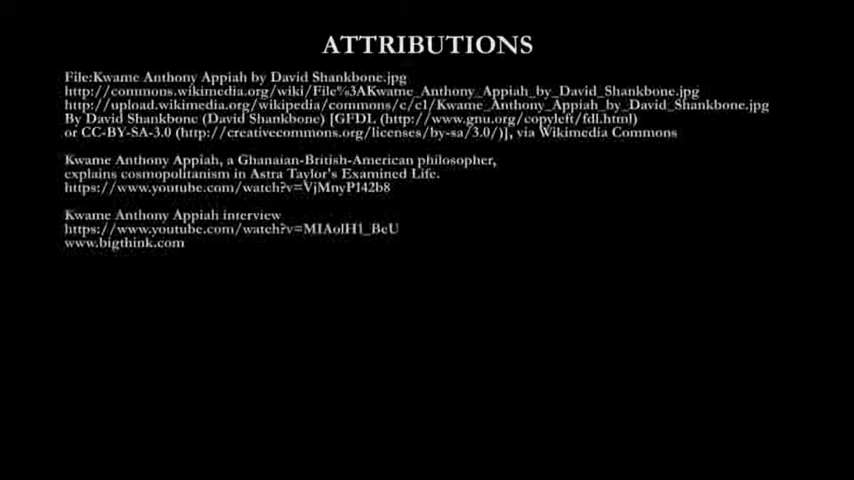 ATTRIBUTIONS
File:Kwame Anthony Appiah by David Shankbone.jpg
http://commons.wikimedia.org/wiki/File%3AKwame_Anthony_Appiah_by_David_Shankbone.jpg
http://upload.wikimedia.org/wikipedia/commons/c/c1/Kwame_Anthony_Appiah_by_David_Shankbone.jpg
By David Shankbone (David Shankbone) [GFDL (http://www.gnu.org/copyleft/fdl.html)
or CC-BY-SA-3.0 (http://creativecommons.org/licenses/by-sa/3.0/)], via Wikimedia Commons
Kwame Anthony Appiah, a Ghanaian-British-American philosopher,
explains cosmopolitanism in Astra Taylor's Examined Life.
https://www.youtube.com/watch?v=VjMnyP142b8
Kwame Anthony Appiah interview
https://www.youtube.com/watch?v=MIAolH1_BeU
www.bigthink.com